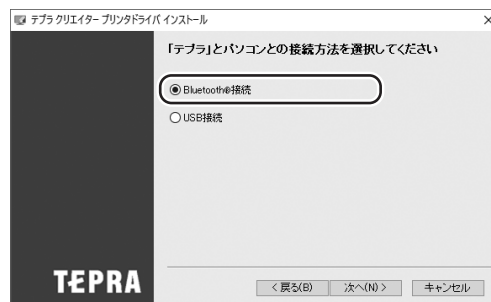 テプラ クリエイター プリンタドライバ インストール
「テプラ」とパソコンとの接続方法を選択してください
Bluetooth®接続
USB接続
TEPRA
< 戻る(B) 次へ(N) > キャンセル